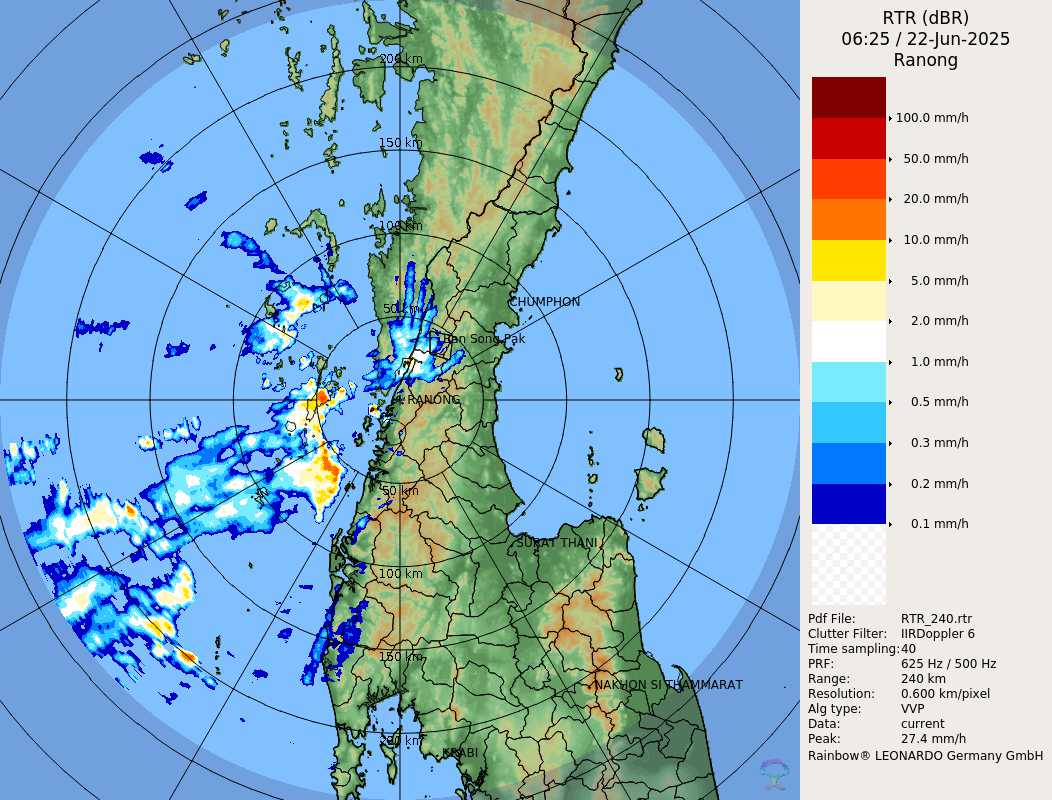 200 km
150 km
100 km
50 km
CHUMPHON
Ban Song Pak
RANONG
50 km
SURAT THANI
100 km
150 km
NAKHON SI THAMMARAT
200 km
KRABI
RTR (dBR)
06:25 / 22-Jun-2025
Ranong
100.0 mm/h
50.0 mm/h
20.0 mm/h
10.0 mm/h
5.0 mm/h
2.0 mm/h
1.0 mm/h
0.5 mm/h
0.3 mm/h
0.2 mm/h
0.1 mm/h
Pdf File: RTR_240.rtr
Clutter Filter: IIRDoppler 6
Time sampling: 40
PRF: 625 Hz / 500 Hz
Range: 240 km
Resolution: 0.600 km/pixel
Alg type: VVP
Data: current
Peak: 27.4 mm/h
Rainbow® LEONARDO Germany GmbH